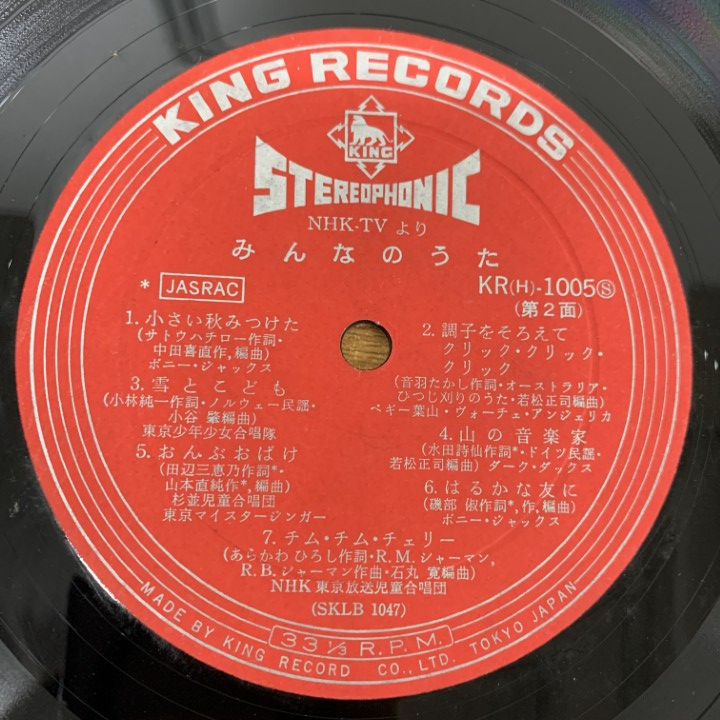 KING RECORDS
KING
STEREOPHONIC
NHK-TV より
みんなのうた
* JASRAC
KR(H)-1005Ⓢ
(第2面)
1. 小さい秋みつけた
(サトウハチロー作詞・
中田喜直作,編曲)
ボニー・ジャックス
2. 調子をそろえて
クリック・クリック・
クリック
(音羽たかし作詞・オーストラリア・
ひつじ刈りのうた・若松正司編曲)
ペギー葉山・ヴォーチェ・アンジェリカ
3. 雪とこども
(小林純一作詞・ノルウェー民謡・
小谷 肇編曲)
東京少年少女合唱隊
4. 山の音楽家
(水田詩仙作詞*・ドイツ民謡・
若松正司編曲) ダーク・ダックス
5. おんぶおばけ
(田辺三恵乃作詞*・
山本直純作*,編曲)
杉並児童合唱団
東京マイスタージンガー
6. はるかな友に
(磯部 俶作詞*,作,編曲)
ボニー・ジャックス
7. チム・チム・チェリー
(あらかわ ひろし作詞・R.M.シャーマン,
R.B.シャーマン作曲・石丸 寛編曲)
NHK 東京放送児童合唱団
(SKLB 1047)
33 1/3 R.P.M.
MADE BY KING RECORD CO., LTD. TOKYO JAPAN